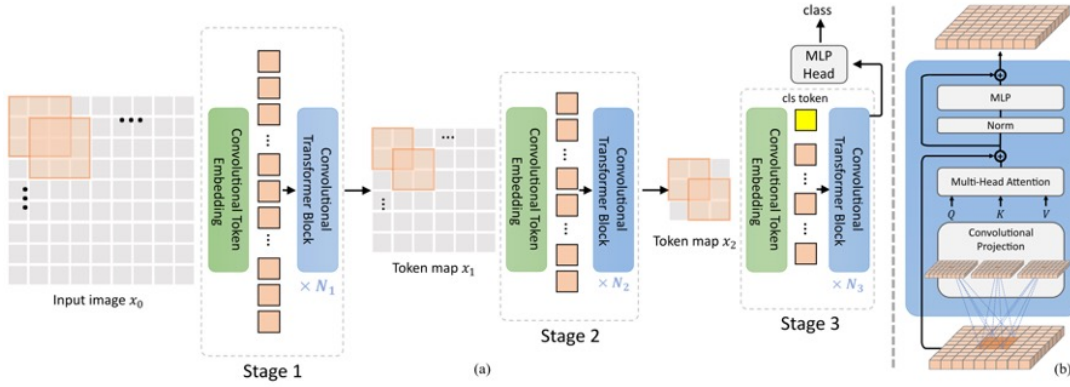 Input image x₀
•••
Convolutional Token
Embedding
...
...
Convolutional
Transformer Block
× N₁
Stage 1
...
...
Token map x₁
Convolutional Token
Embedding
...
...
Convolutional
Transformer Block
× N₂
Stage 2
Token map x₂
class
MLP
Head
cls token
Convolutional Token
Embedding
...
...
Convolutional
Transformer Block
× N₃
Stage 3
(a)
MLP
Norm
Multi-Head Attention
Q K V
Convolutional
Projection
(b)